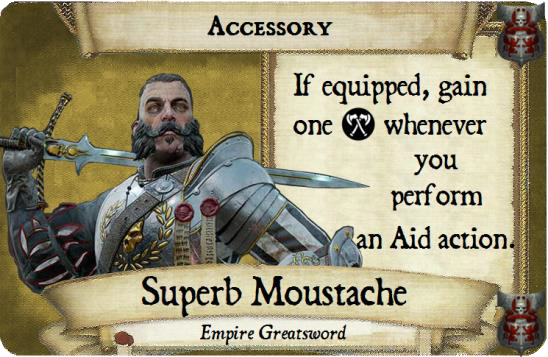 Accessory
If equipped, gain
one whenever
you
perform
an Aid action.
Superb Moustache
Empire Greatsword